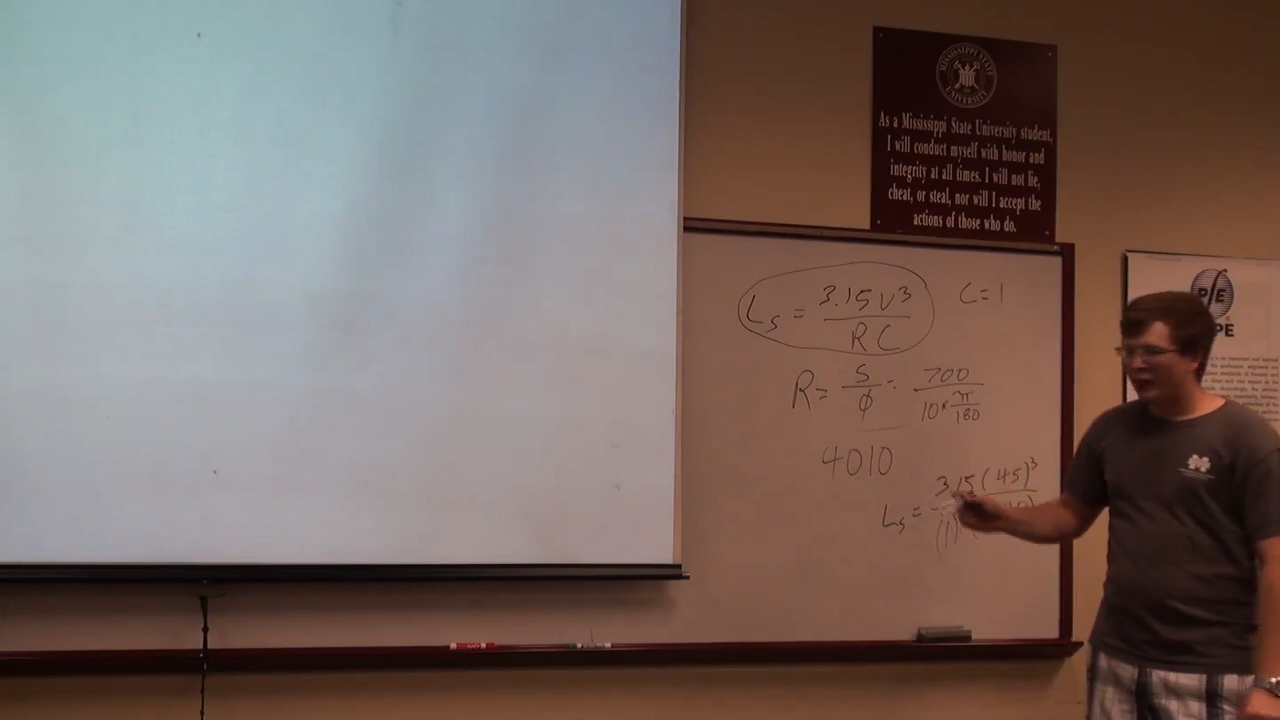 MISSISSIPPI STATE
UNIVERSITY
As a Mississippi State University student,
I will conduct myself with honor and
integrity at all times. I will not lie,
cheat, or steal, nor will I accept the
actions of those who do.
Ls = 3.15V³ / RC
C=1
R= S/φ = 700 / 10*π/180
4010
Ls = 3.15(45)³ / (1)(
PE